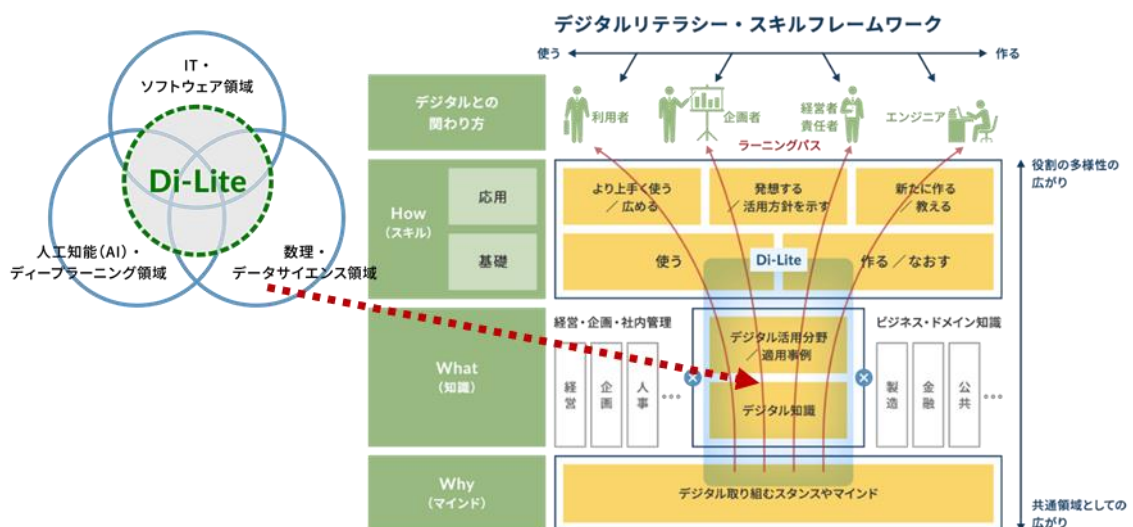 デジタルリテラシー・スキルフレームワーク
使う
作る
IT・
ソフトウェア領域
Di-Lite
人工知能(AI)・
ディープラーニング領域
数理・
データサイエンス領域
デジタルとの
関わり方
利用者
企画者
経営者
責任者
エンジニア
ラーニングパス
役割の多様性の
広がり
How
(スキル)
応用
より上手く使う
／広める
発想する
／活用方針を示す
新たに作る
／教える
基礎
使う
Di-Lite
作る／なおす
What
(知識)
経営・企画・社内管理
経営
企画
人事
•••
デジタル活用分野
／適用事例
デジタル知識
ビジネス・ドメイン知識
製造
金融
公共
•••
Why
(マインド)
デジタル取り組むスタンスやマインド
共通領域としての
広がり